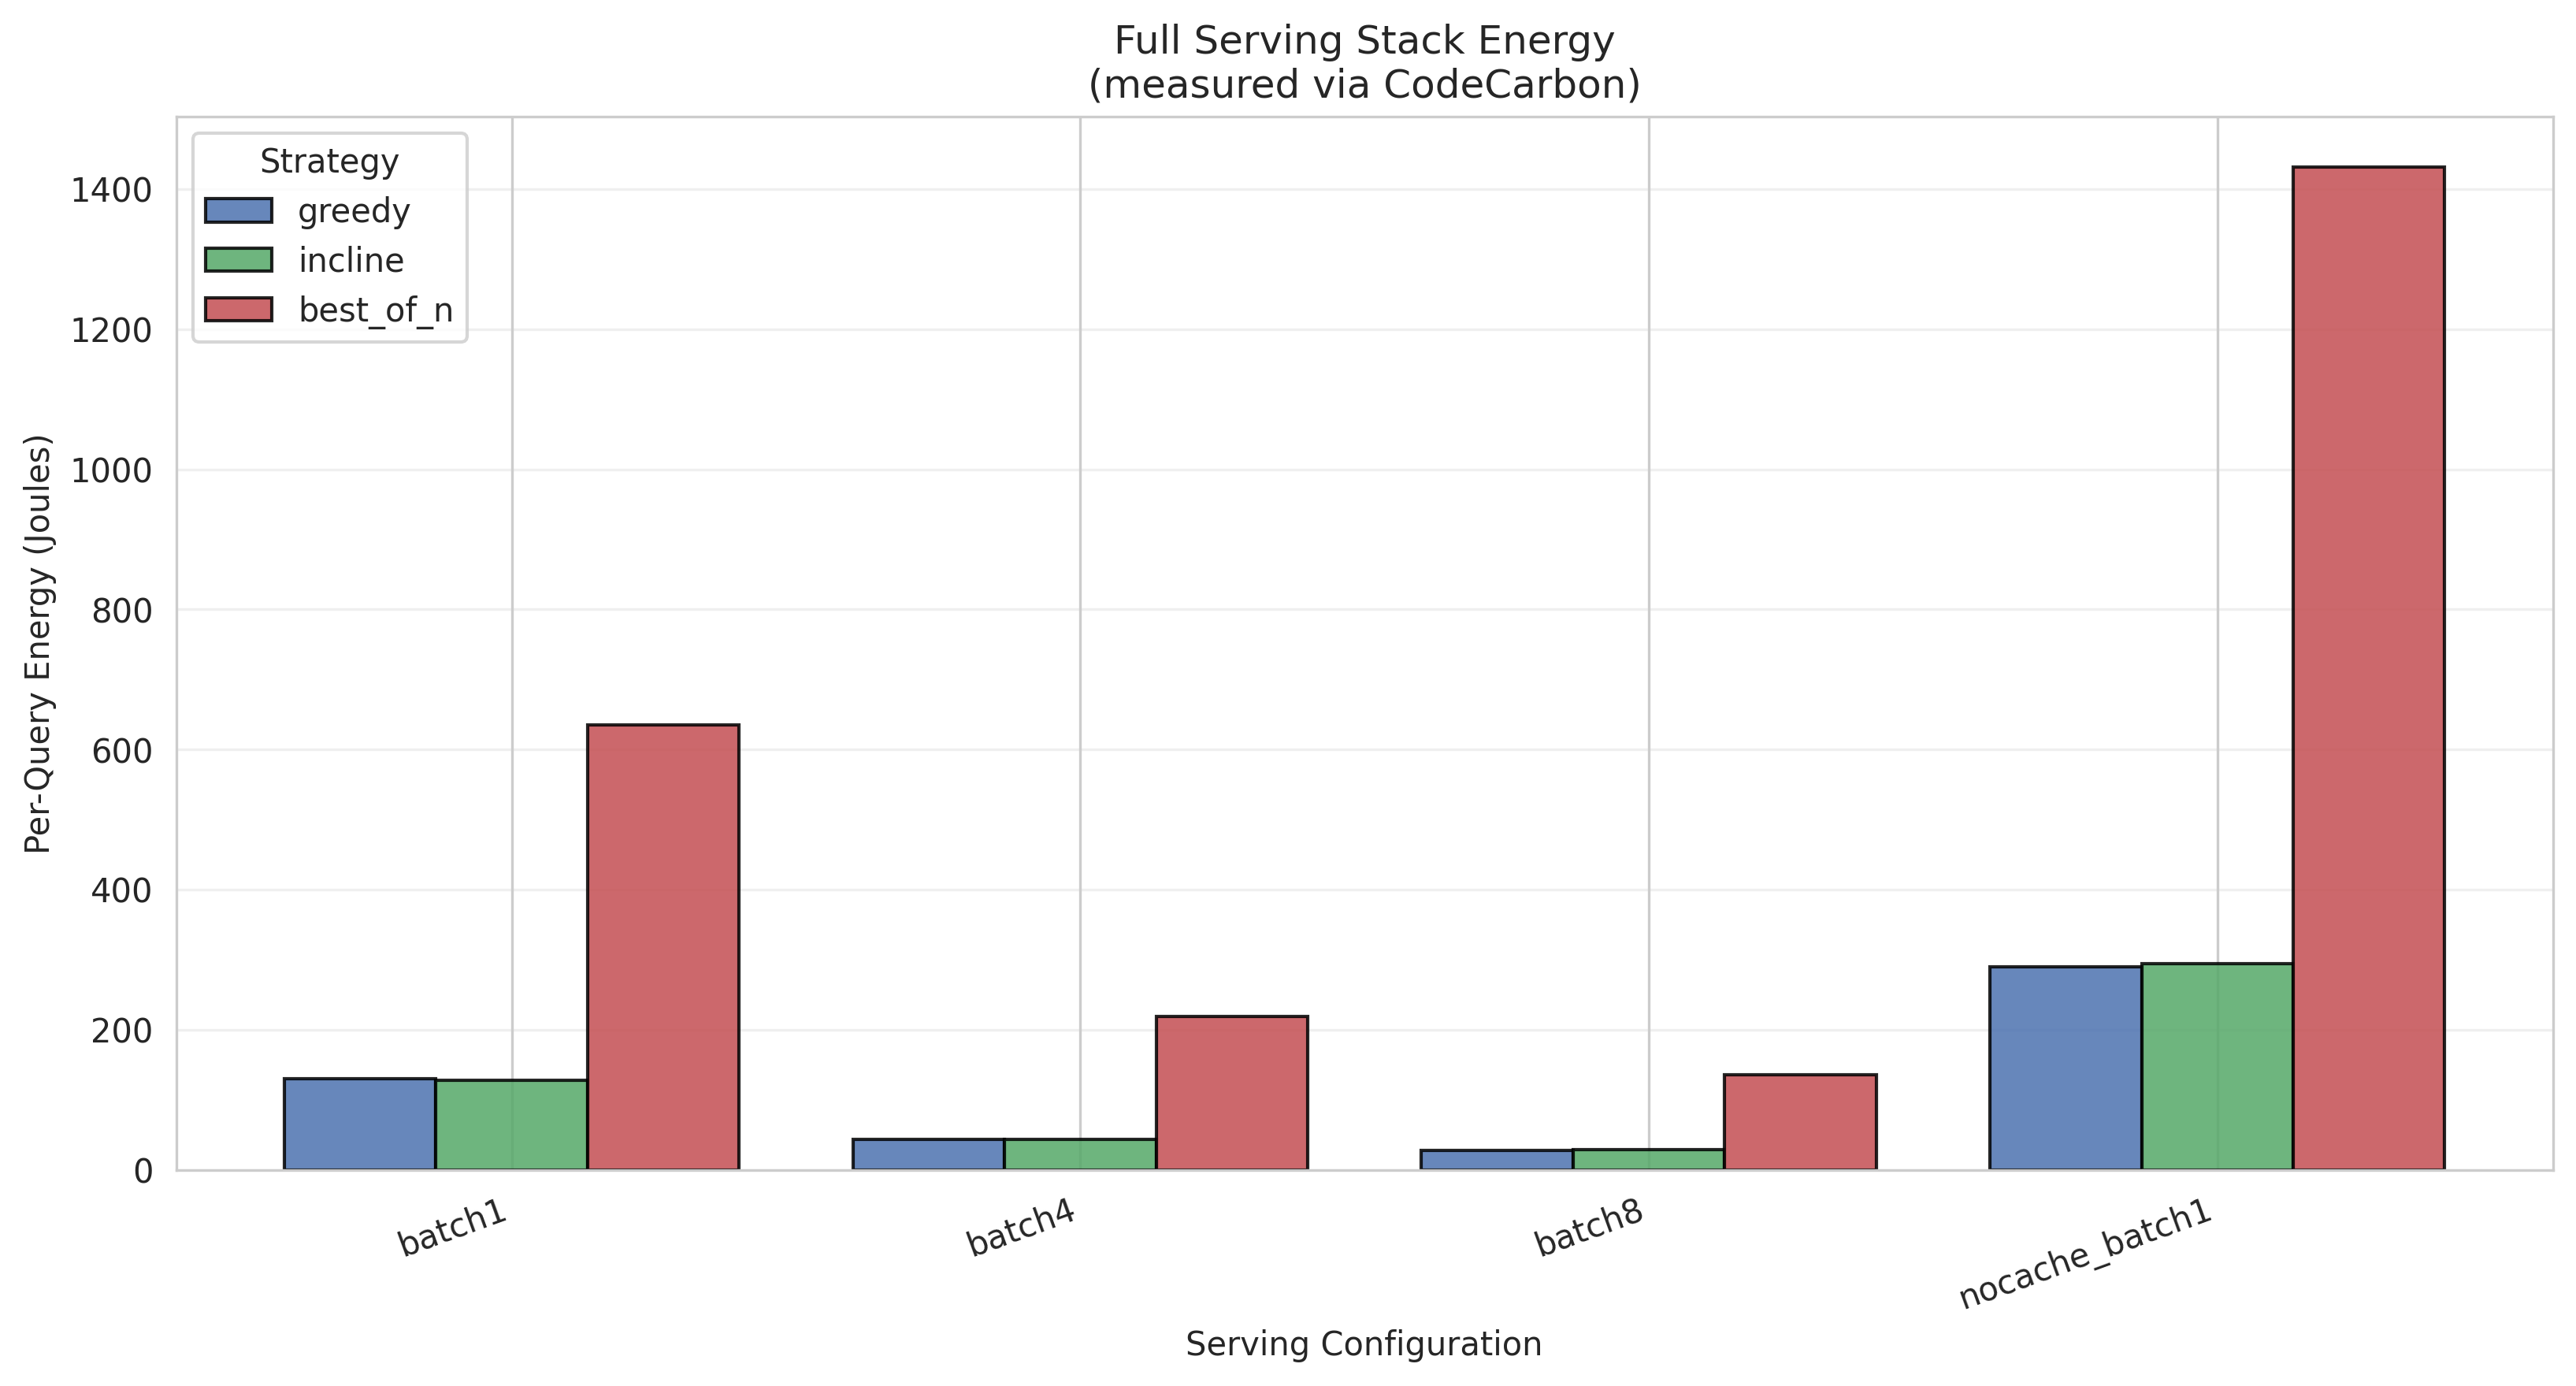 Full Serving Stack Energy
(measured via CodeCarbon)
Strategy
greedy
incline
best_of_n
Per-Query Energy (Joules)
1400
1200
1000
800
600
400
200
0
batch1
batch4
batch8
nocache_batch1
Serving Configuration